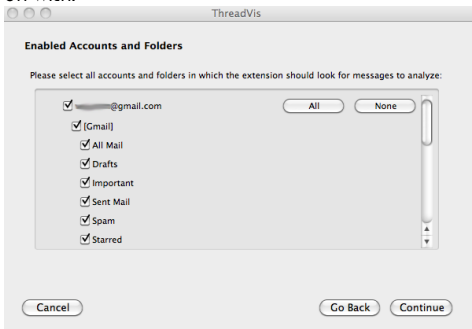 ThreadVis
Enabled Accounts and Folders
Please select all accounts and folders in which the extension should look for messages to analyze:
@gmail.com All None
[Gmail]
All Mail
Drafts
Important
Sent Mail
Spam
Starred
Cancel Go Back Continue